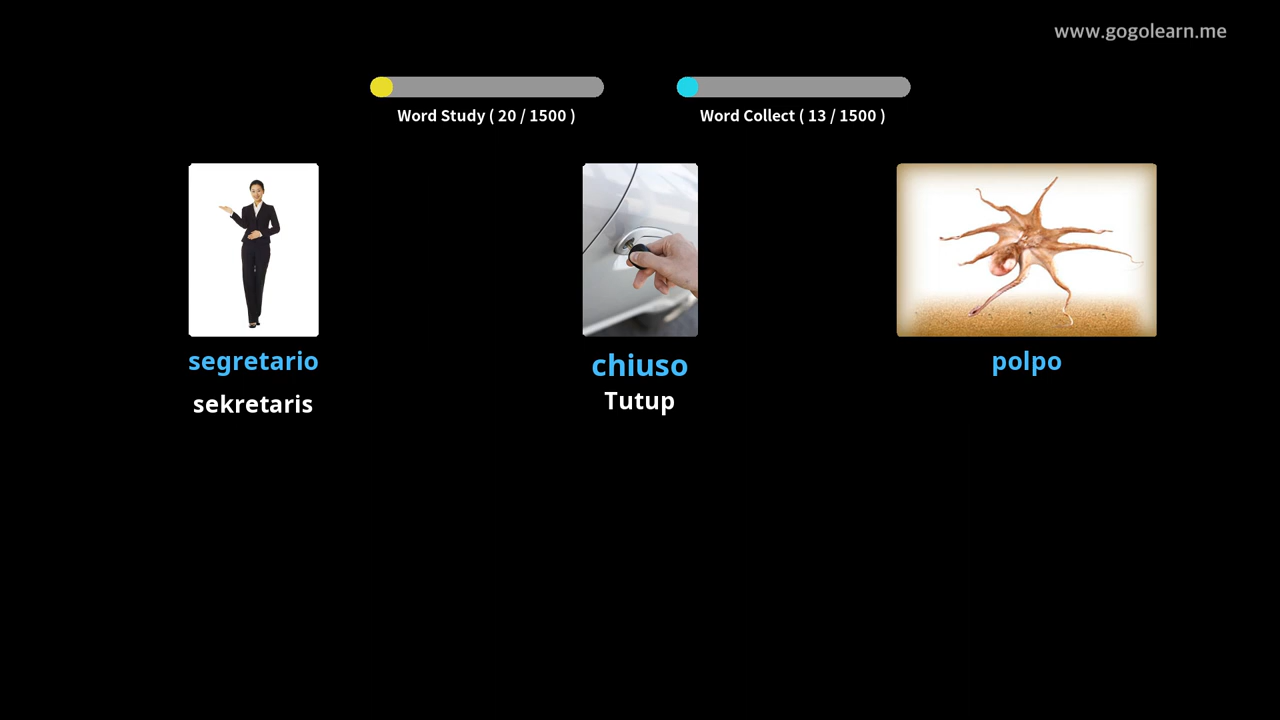 www.gogolearn.me
Word Study ( 20 / 1500 )
Word Collect ( 13 / 1500 )
segretario
sekretaris
chiuso
Tutup
polpo